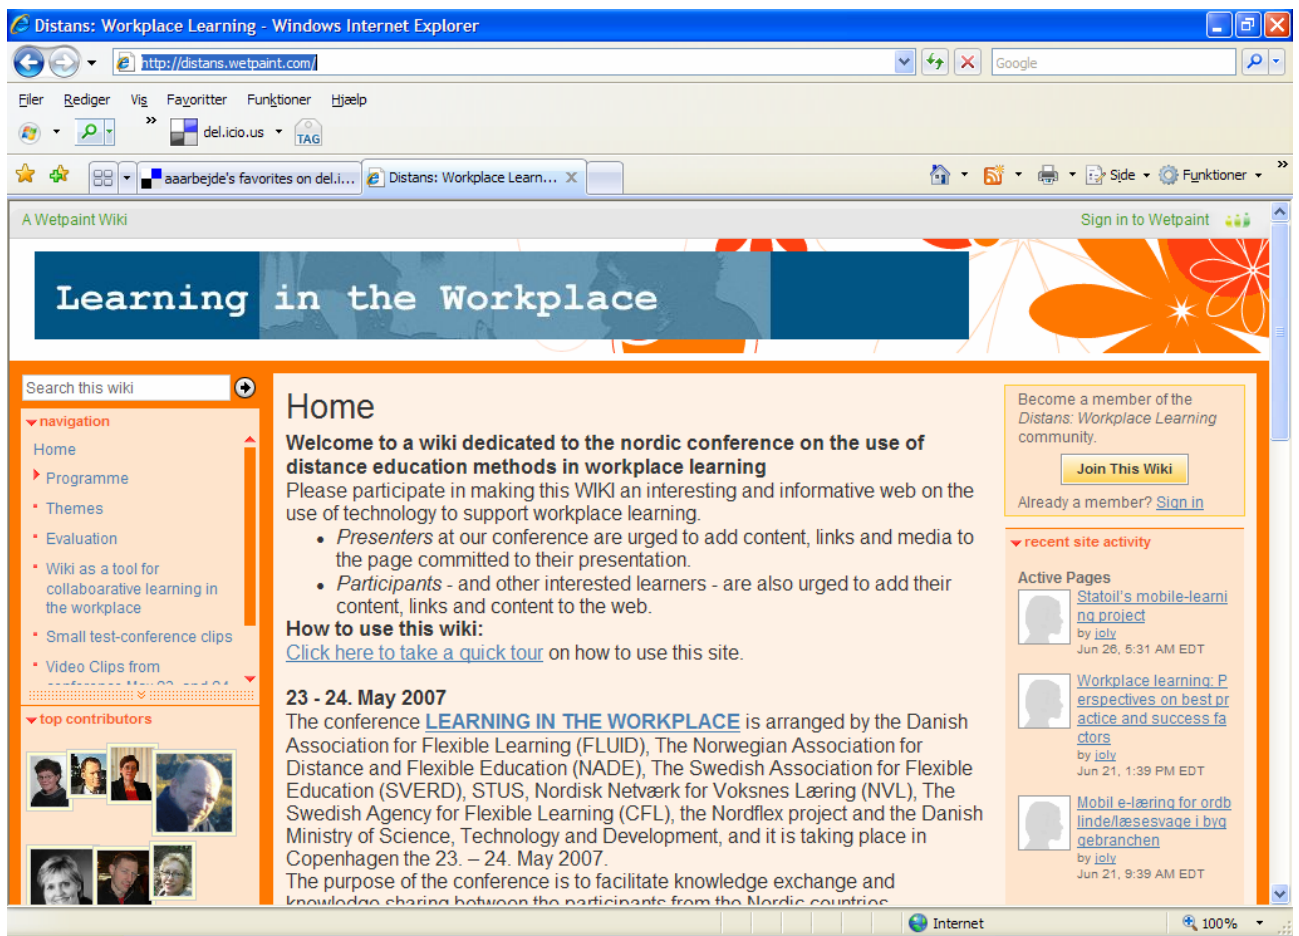 Distans: Workplace Learning - Windows Internet Explorer
http://distans.wetpaint.com/
Google
Filer Rediger Vis Favoritter Funktioner Hjælp
» del.icio.us TAG
aaarbejde's favorites on del.i... Distans: Workplace Learn... X Side Funktioner »
A Wetpaint Wiki
Sign in to Wetpaint
Learning in the Workplace
Search this wiki
navigation
Home
Programme
Themes
Evaluation
Wiki as a tool for
collaboarative learning in
the workplace
Small test-conference clips
Video Clips from
conference May 23. and 24
top contributors
Home
Welcome to a wiki dedicated to the nordic conference on the use of
distance education methods in workplace learning
Please participate in making this WIKI an interesting and informative web on the
use of technology to support workplace learning.
• Presenters at our conference are urged to add content, links and media to
the page committed to their presentation.
• Participants - and other interested learners - are also urged to add their
content, links and content to the web.
How to use this wiki:
Click here to take a quick tour on how to use this site.
23 - 24. May 2007
The conference LEARNING IN THE WORKPLACE is arranged by the Danish
Association for Flexible Learning (FLUID), The Norwegian Association for
Distance and Flexible Education (NADE), The Swedish Association for Flexible
Education (SVERD), STUS, Nordisk Netværk for Voksnes Læring (NVL), The
Swedish Agency for Flexible Learning (CFL), the Nordflex project and the Danish
Ministry of Science, Technology and Development, and it is taking place in
Copenhagen the 23. – 24. May 2007.
The purpose of the conference is to facilitate knowledge exchange and
knowledge sharing between the participants from the Nordic countries
Become a member of the
Distans: Workplace Learning
community.
Join This Wiki
Already a member? Sign in
recent site activity
Active Pages
Statoil's mobile-learni
ng project
by joly
Jun 26, 5:31 AM EDT
Workplace learning: P
erspectives on best pr
actice and success fa
ctors
by joly
Jun 21, 1:39 PM EDT
Mobil e-læring for ordb
linde/læsesvage i byg
gebranchen
by joly
Jun 21, 9:39 AM EDT
Internet
100%